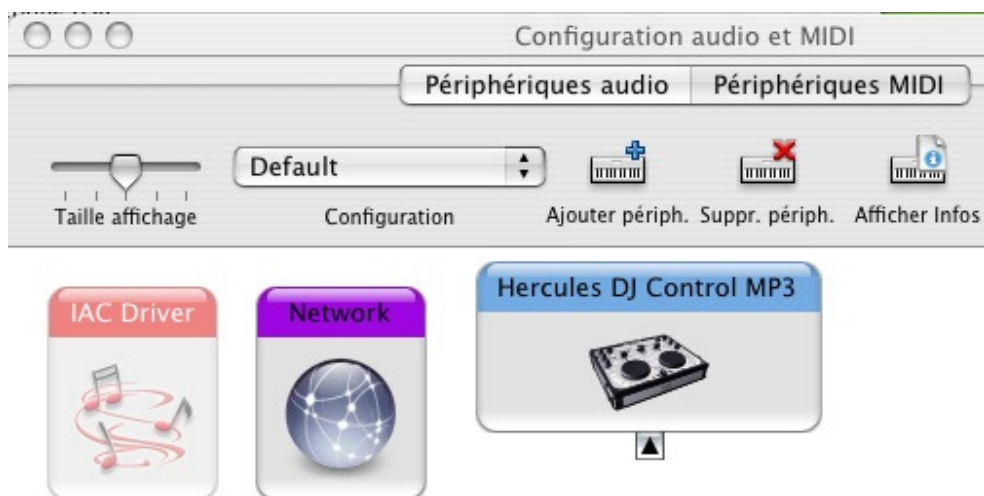 Configuration audio et MIDI
Périphériques audio Périphériques MIDI
Default
Taille affichage Configuration Ajouter périph. Suppr. périph. Afficher Infos
IAC Driver Network Hercules DJ Control MP3